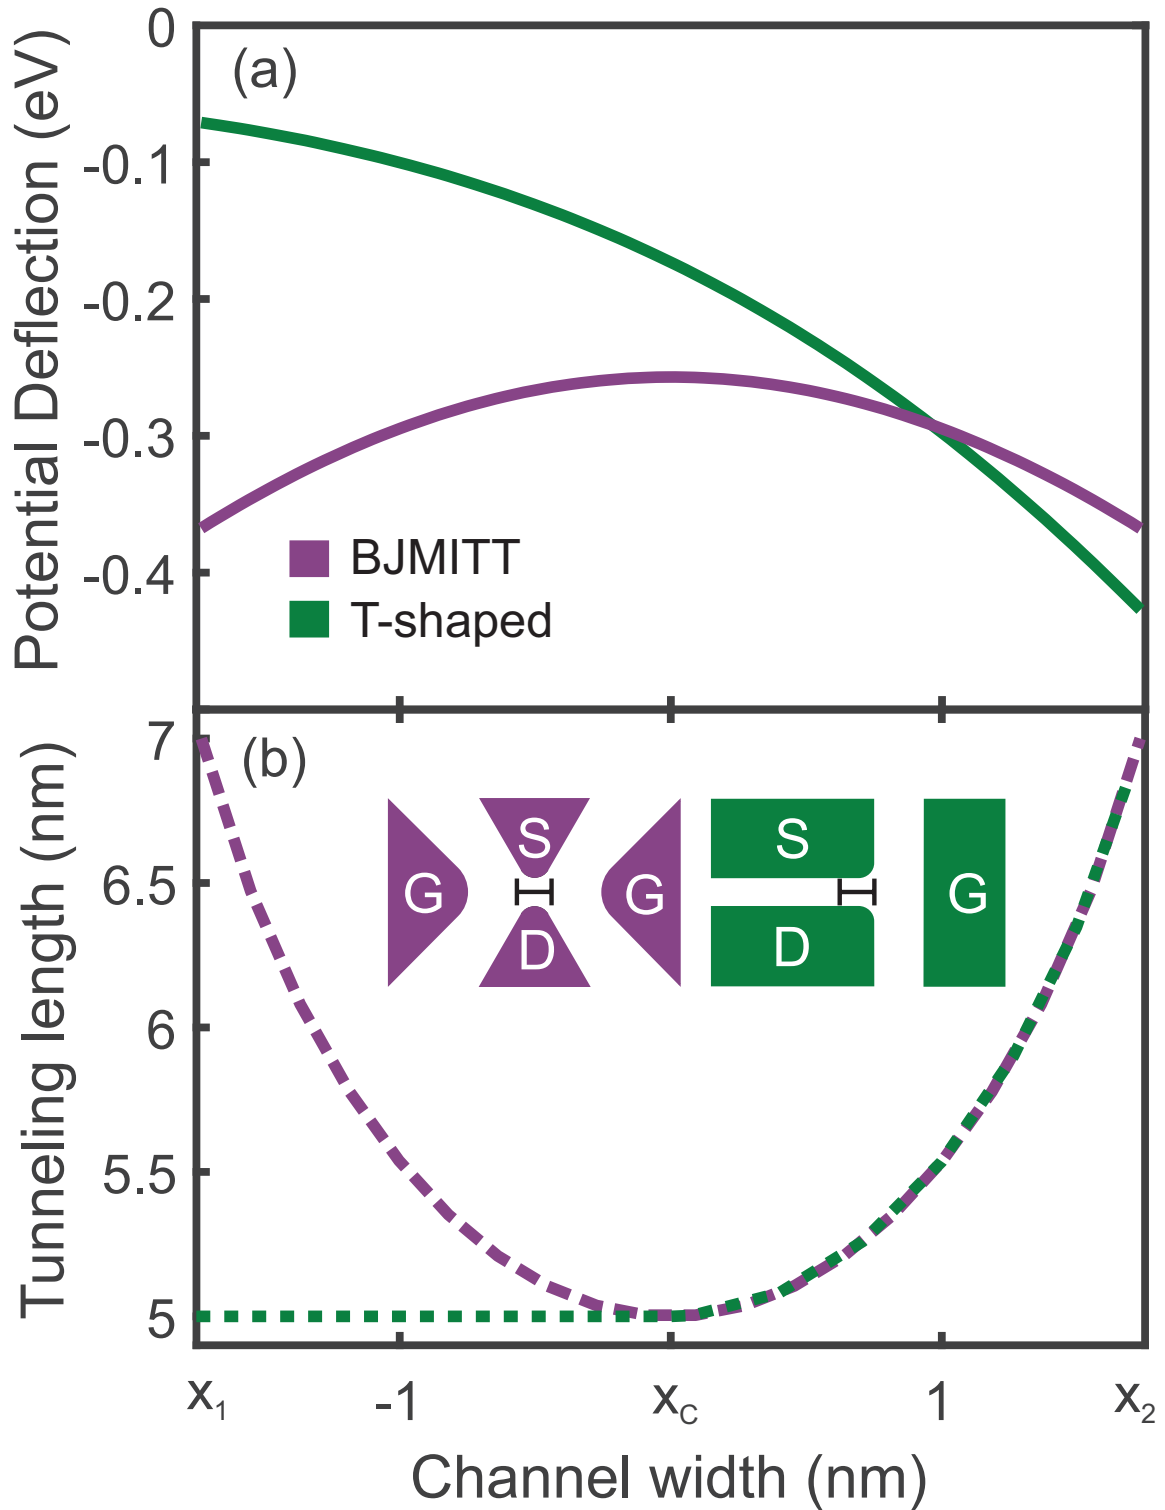 Potential Deflection (eV)
0
-0.1
-0.2
-0.3
-0.4
(a)
BJMITT
T-shaped
Tunneling length (nm)
7
6.5
6
5.5
5
(b)
G
S
D
G
S
D
G
x₁
-1
x_C
1
x₂
Channel width (nm)